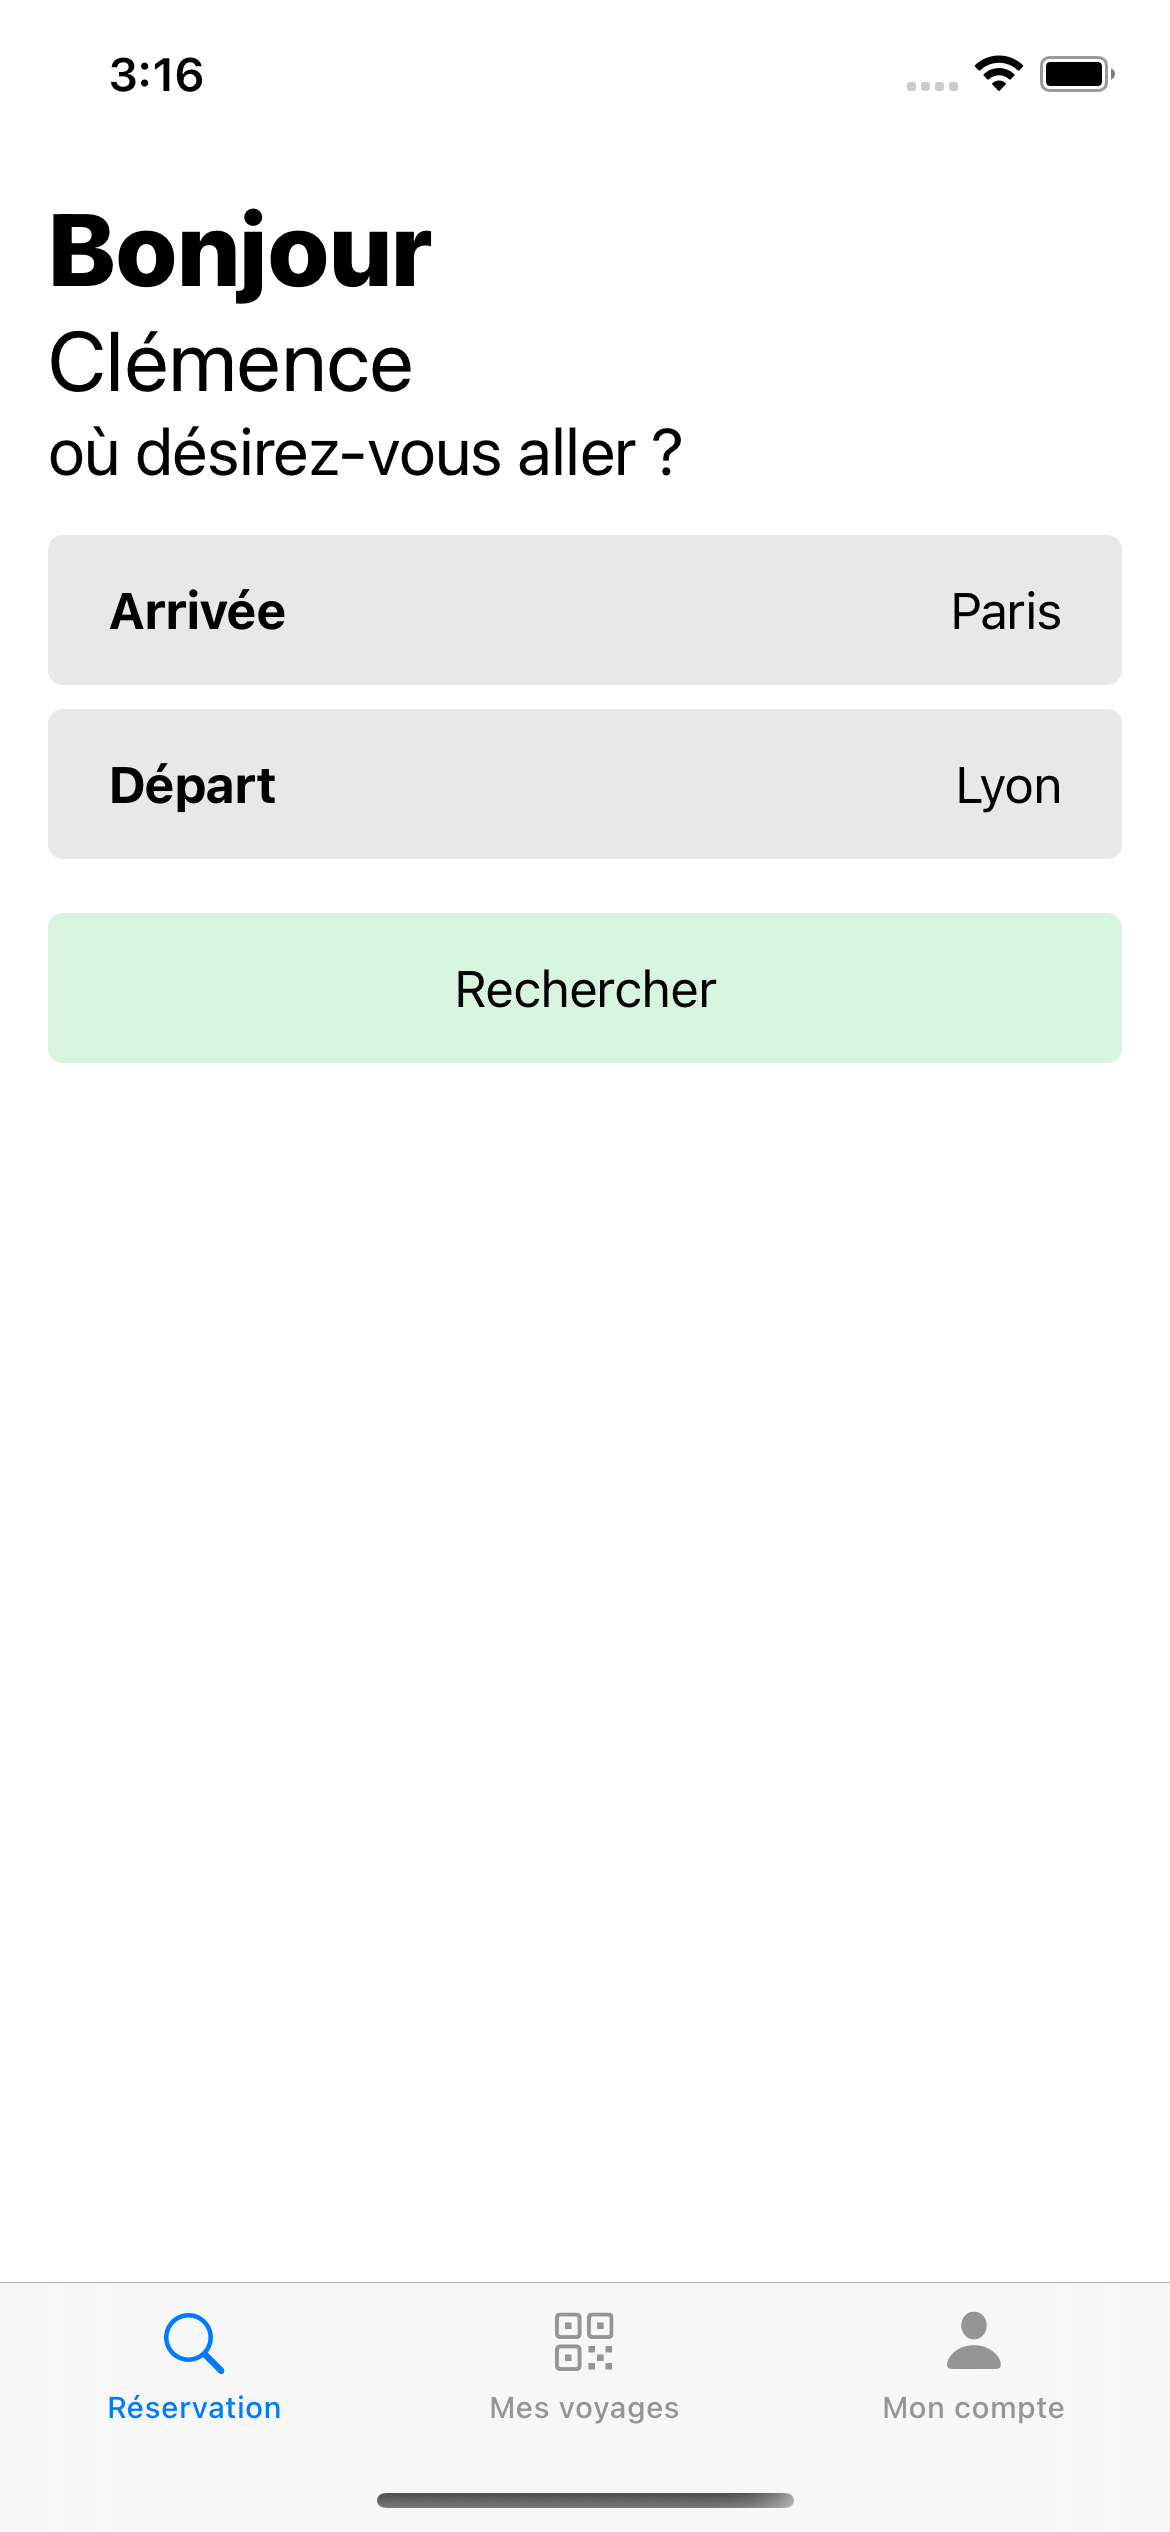 3:16
Bonjour
Clémence
où désirez-vous aller ?
Arrivée Paris
Départ Lyon
Rechercher
Réservation Mes voyages Mon compte